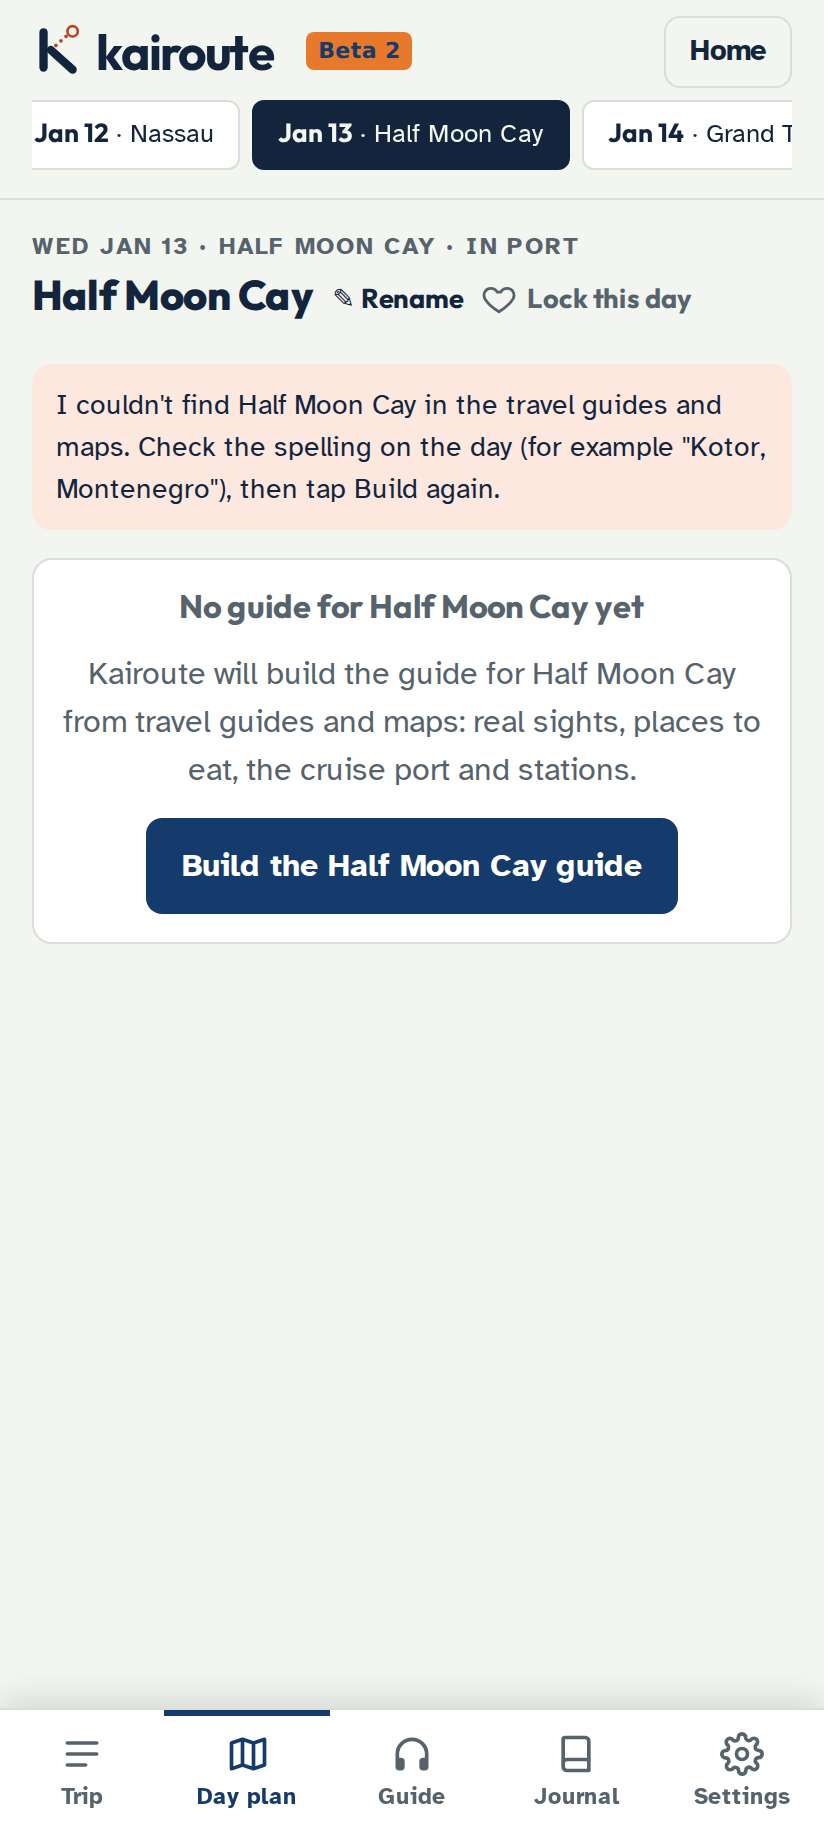 kairoute
Beta 2
Home
Jan 12 · Nassau
Jan 13 · Half Moon Cay
Jan 14 · Grand T
WED JAN 13 · HALF MOON CAY · IN PORT
Half Moon Cay
✎ Rename
Lock this day
I couldn't find Half Moon Cay in the travel guides and
maps. Check the spelling on the day (for example "Kotor,
Montenegro"), then tap Build again.
No guide for Half Moon Cay yet
Kairoute will build the guide for Half Moon Cay
from travel guides and maps: real sights, places to
eat, the cruise port and stations.
Build the Half Moon Cay guide
Trip
Day plan
Guide
Journal
Settings